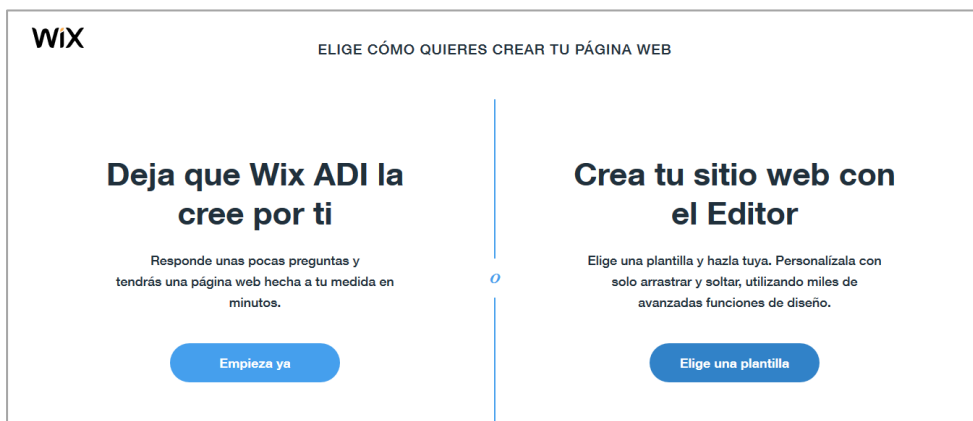 WiX
ELIGE CÓMO QUIERES CREAR TU PÁGINA WEB
Deja que Wix ADI la
cree por ti
Responde unas pocas preguntas y
tendrás una página web hecha a tu medida en
minutos.
Empieza ya
o
Crea tu sitio web con
el Editor
Elige una plantilla y hazla tuya. Personalízala con
solo arrastrar y soltar, utilizando miles de
avanzadas funciones de diseño.
Elige una plantilla